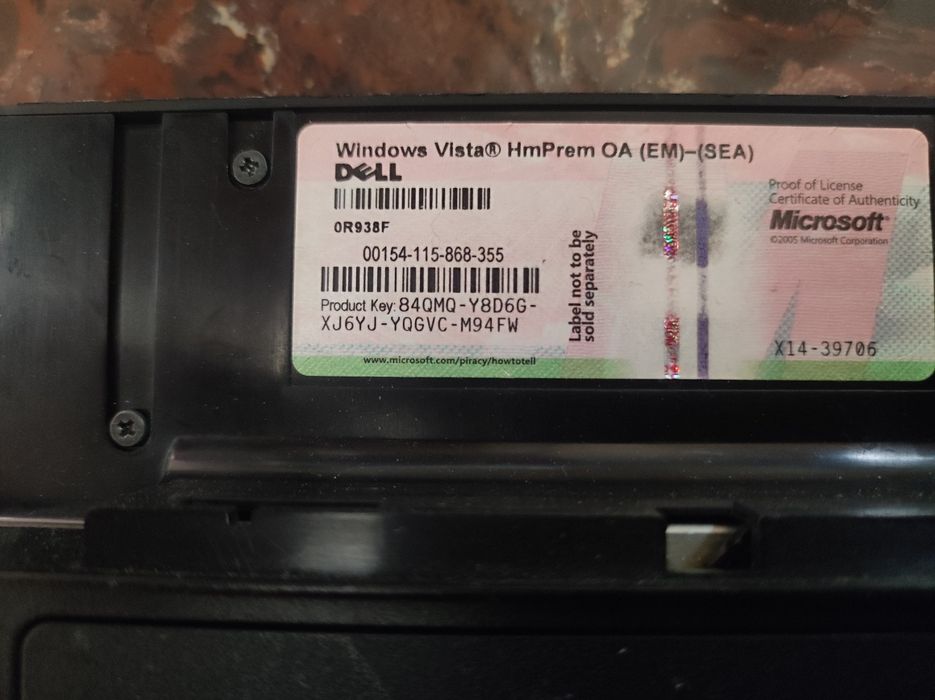 Windows Vista® HmPrem OA (EM)–(SEA)
DELL
0R938F
00154-115-868-355
Product Key: 84QMQ-Y8D6G-
XJ6YJ-YQGVC-M94FW
www.microsoft.com/piracy/howtotell
Label not to be
sold separately
Proof of License
Certificate of Authenticity
Microsoft®
©2005 Microsoft Corporation
X14-39706